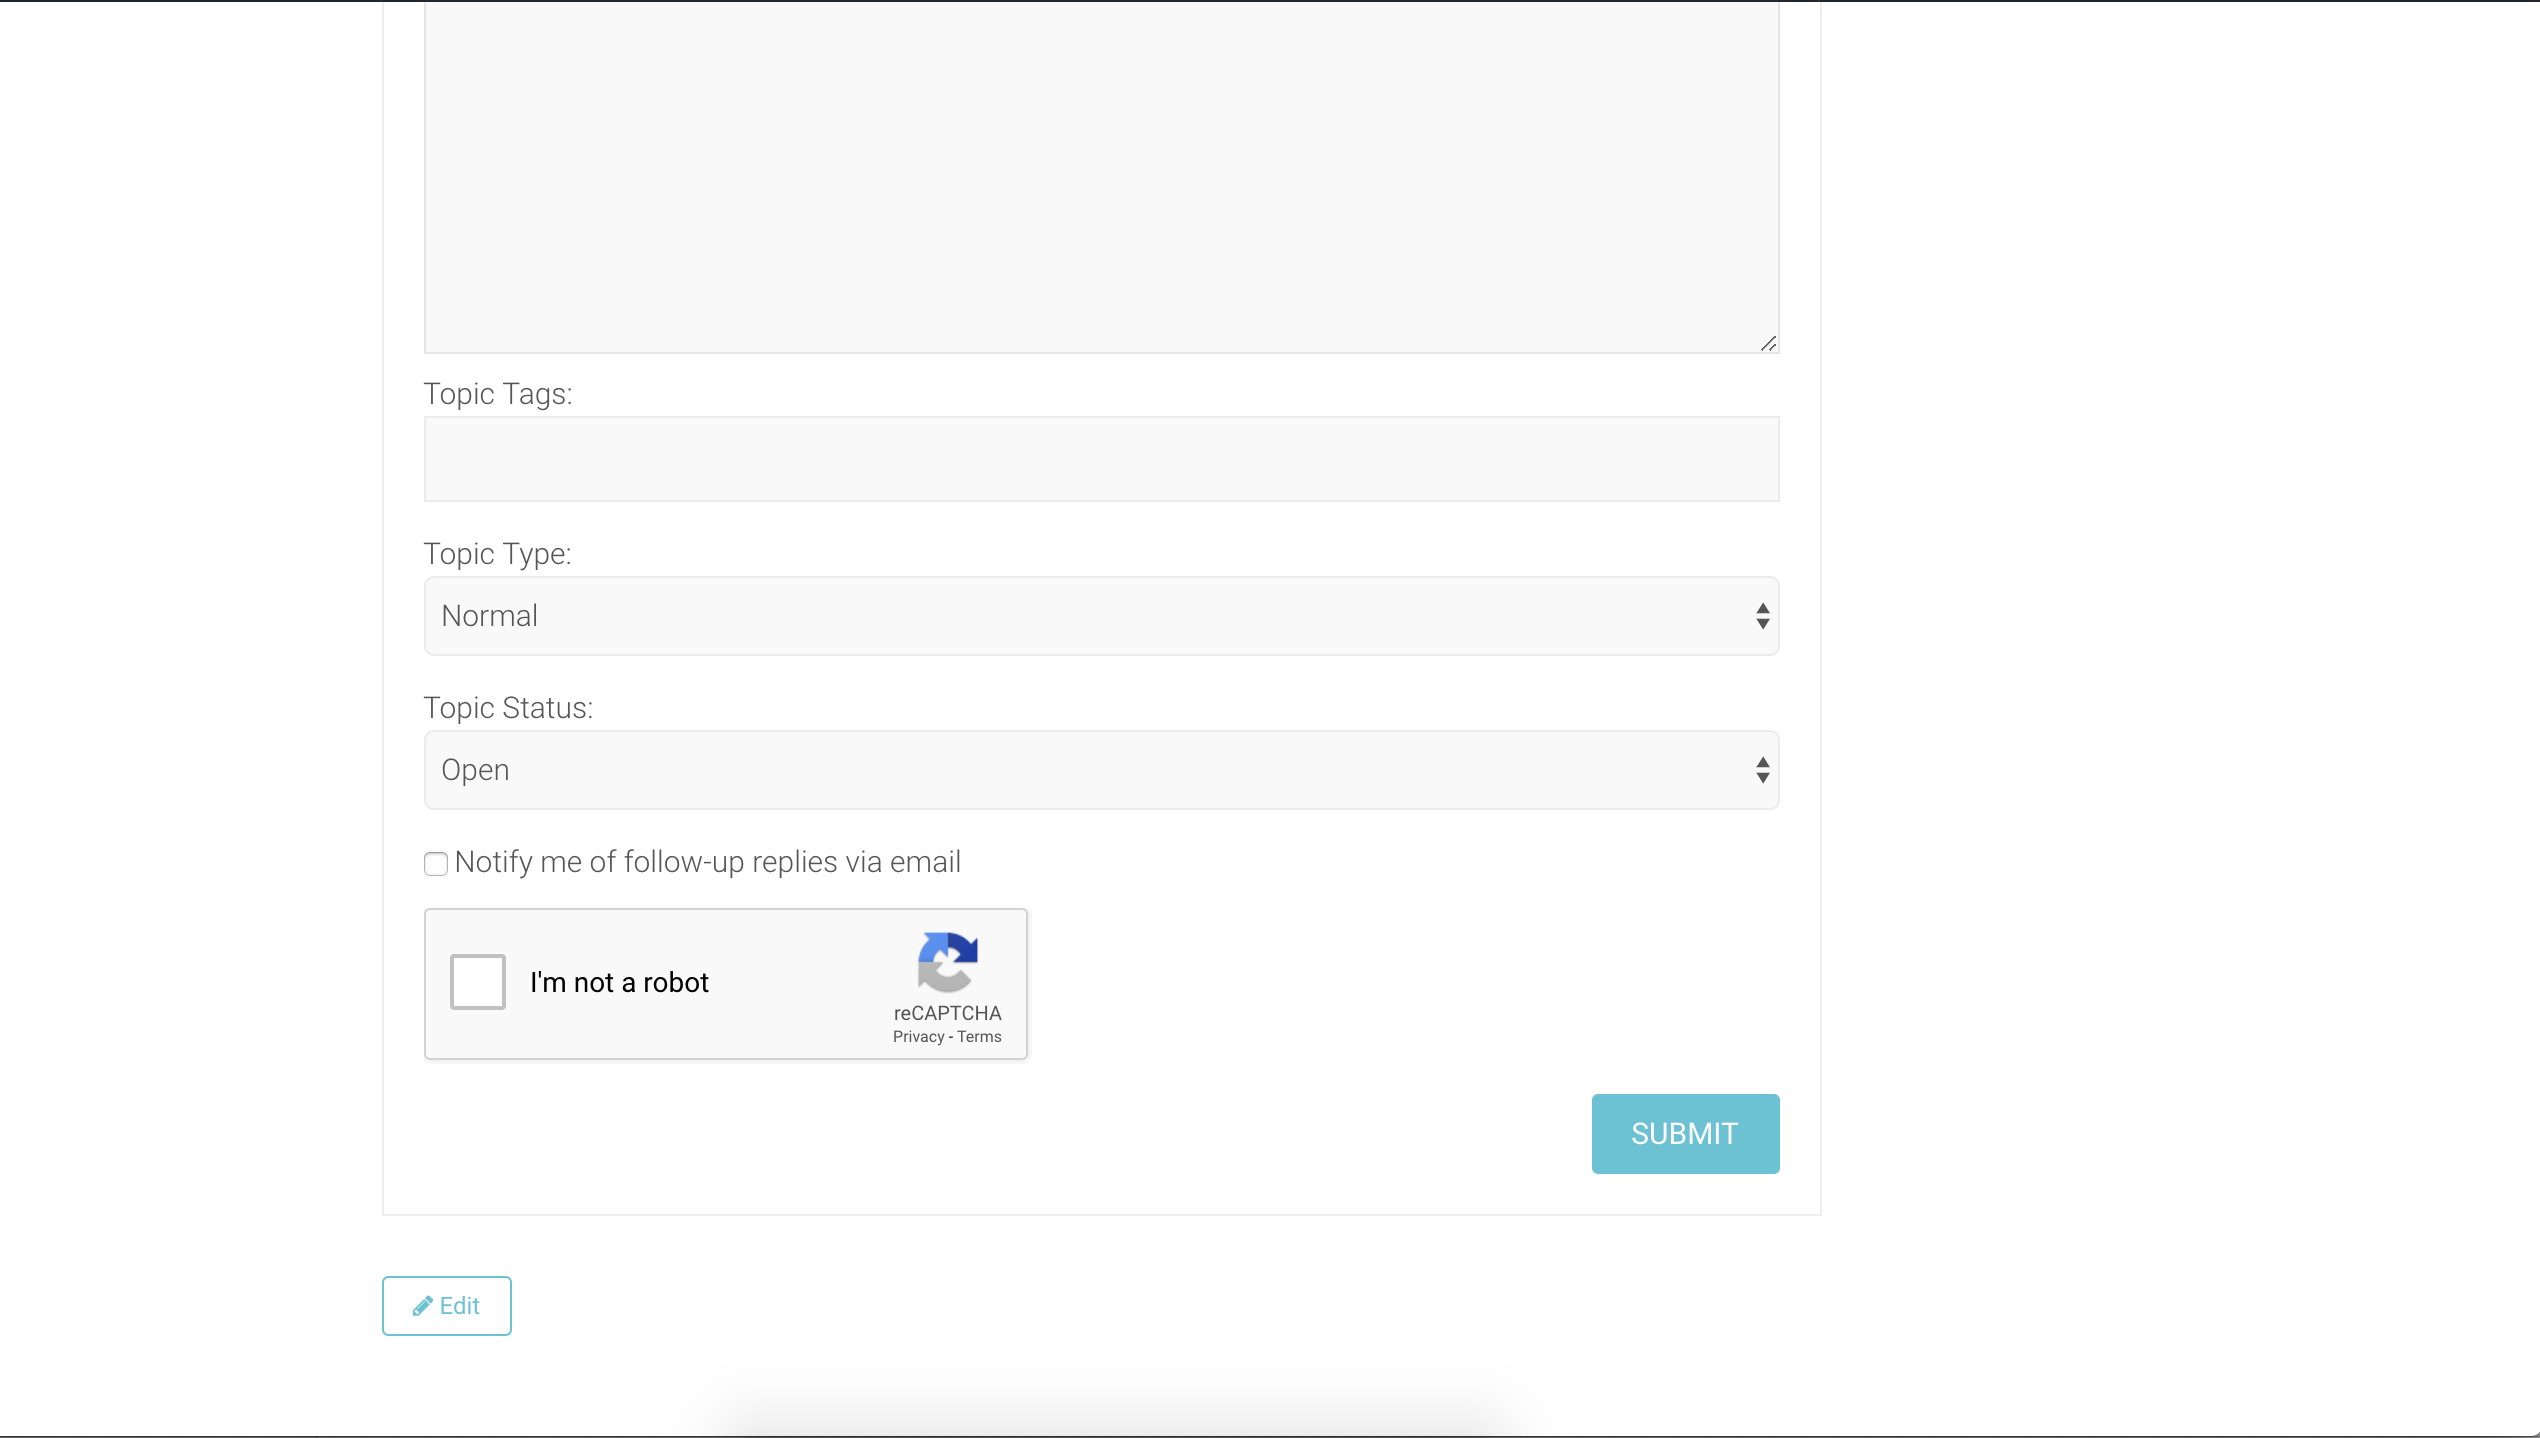 Topic Tags:
Topic Type:
Normal
Topic Status:
Open
Notify me of follow-up replies via email
I'm not a robot
reCAPTCHA
Privacy - Terms
SUBMIT
Edit